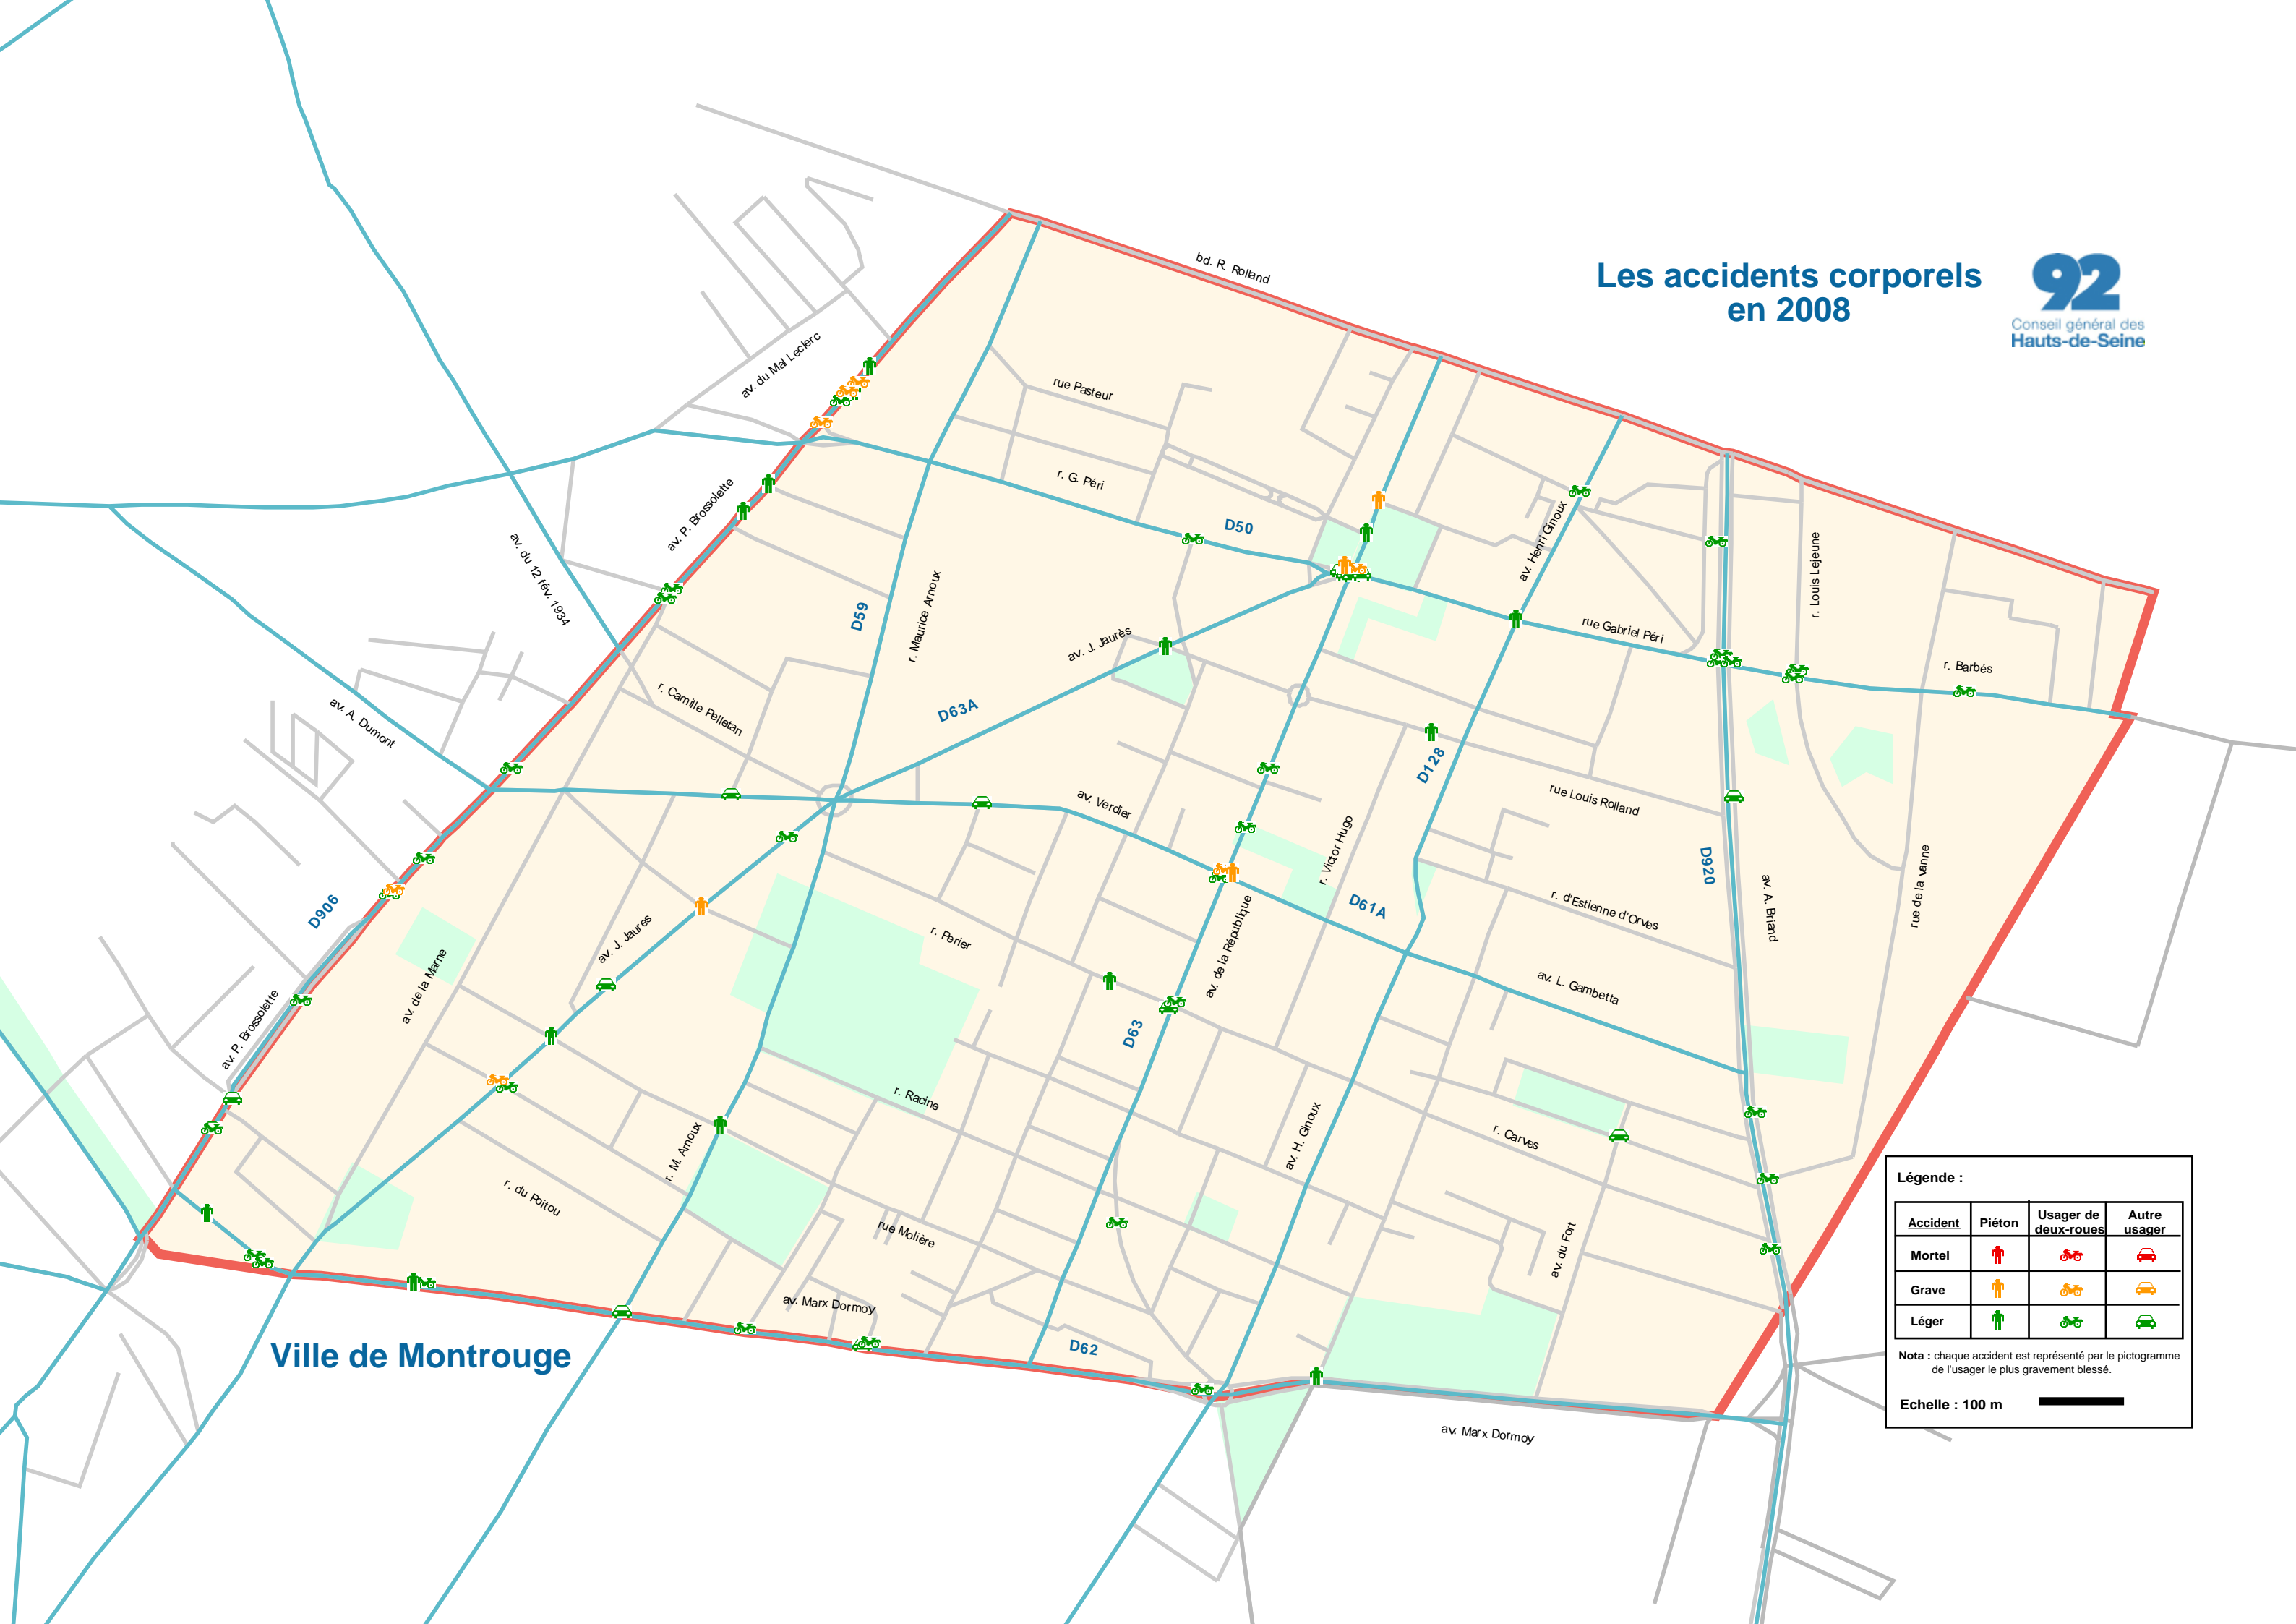 Les accidents corporels
en 2008
92
Conseil général des
Hauts-de-Seine
bd. R. Rolland
av. du Mal Leclerc
rue Pasteur
r. G. Péri
D50
av. P. Brossolette
av. du 12 fév. 1934
av. Henri Ginoux
r. Louis Lejeune
D59
r. Maurice Arnoux
av. J. Jaurès
rue Gabriel Péri
r. Barbés
r. Camille Pelletan
D63A
av. A. Dumont
D128
av. Verdier
rue Louis Rolland
r. Victor Hugo
D920
rue de la vanne
D906
D61A
r. d'Estienne d'Orves
av. A. Briand
r. Perier
av. J. Jaures
av. de la République
av. de la Marne
av. L. Gambetta
av. P. Brossolette
D63
r. Racine
r. M. Arnoux
av. H. Ginoux
r. Carves
r. du Poitou
rue Molière
av. du Fort
av. Marx Dormoy
D62
Ville de Montrouge
av. Marx Dormoy
Légende :
Accident Piéton Usager de deux-roues Autre usager
Mortel
Grave
Léger
Nota : chaque accident est représenté par le pictogramme
de l'usager le plus gravement blessé.
Echelle : 100 m